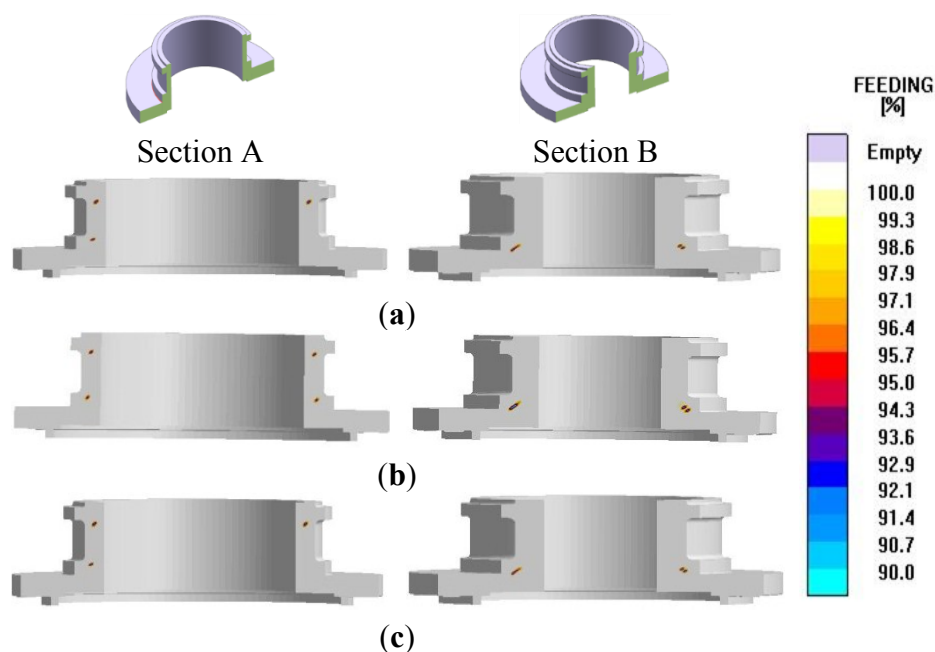 Section A
Section B
(a)
(b)
(c)
FEEDING
[%]
Empty
100.0
99.3
98.6
97.9
97.1
96.4
95.7
95.0
94.3
93.6
92.9
92.1
91.4
90.7
90.0